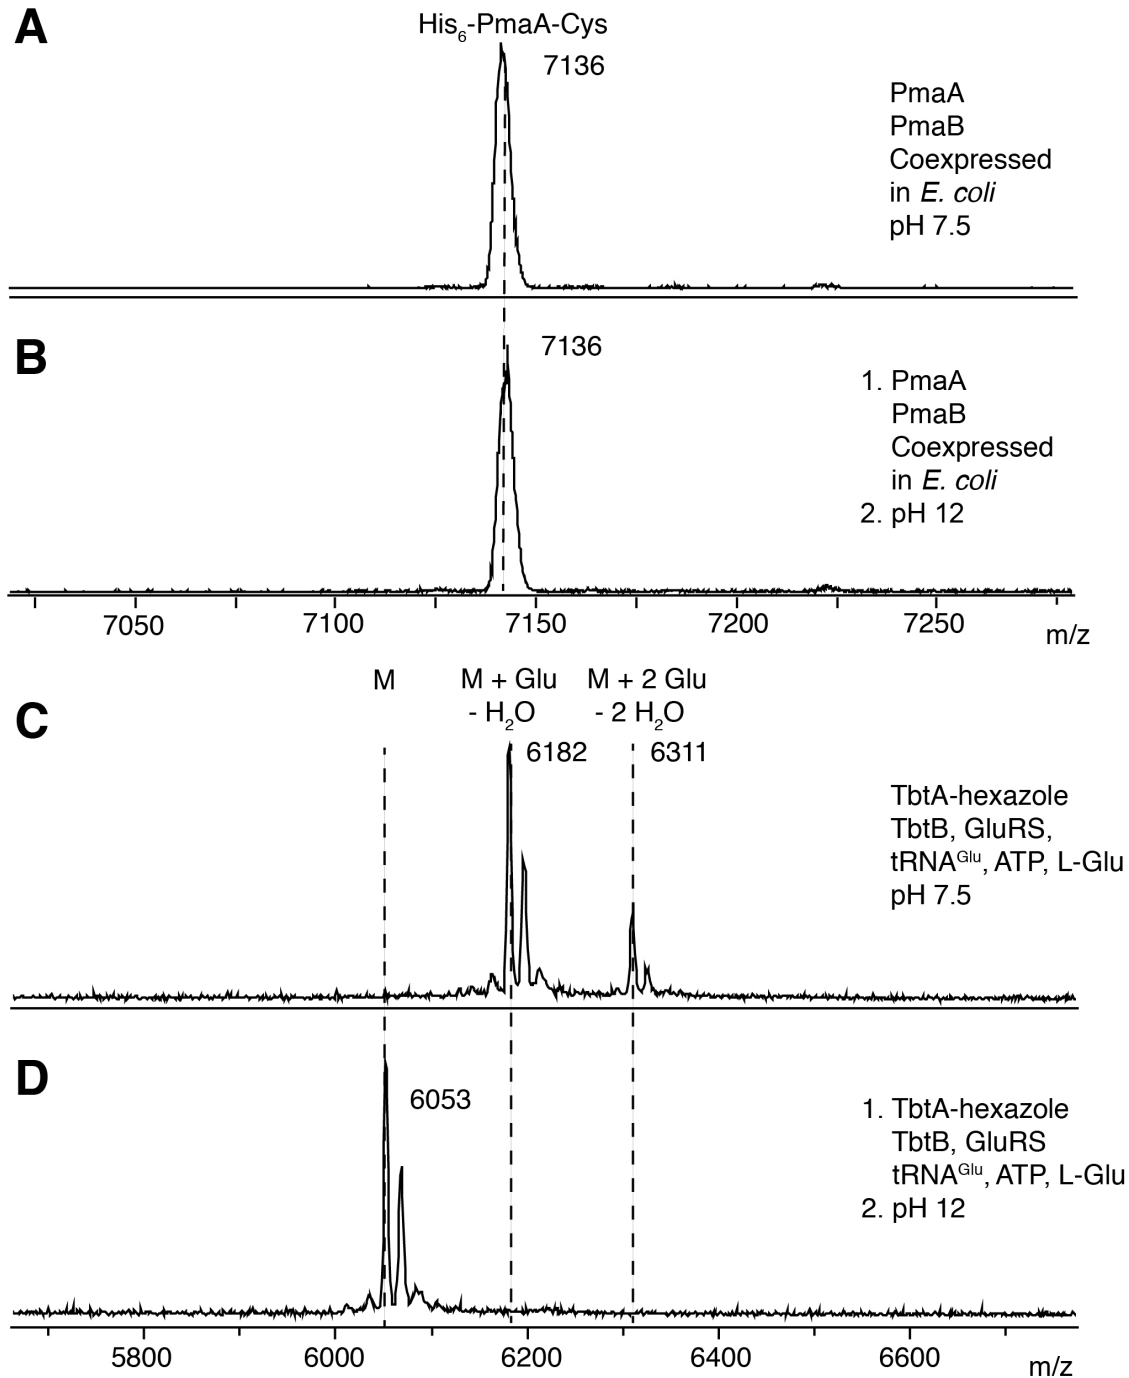 A
His6-PmaA-Cys
7136
PmaA
PmaB
Coexpressed
in E. coli
pH 7.5
B
7136
1. PmaA
PmaB
Coexpressed
in E. coli
2. pH 12
7050 7100 7150 7200 7250
m/z
M M + Glu M + 2 Glu
- H2O - 2 H2O
C
6182 6311
TbtA-hexazole
TbtB, GluRS,
tRNAGlu, ATP, L-Glu
pH 7.5
D
6053
1. TbtA-hexazole
TbtB, GluRS
tRNAGlu, ATP, L-Glu
2. pH 12
5800 6000 6200 6400 6600
m/z